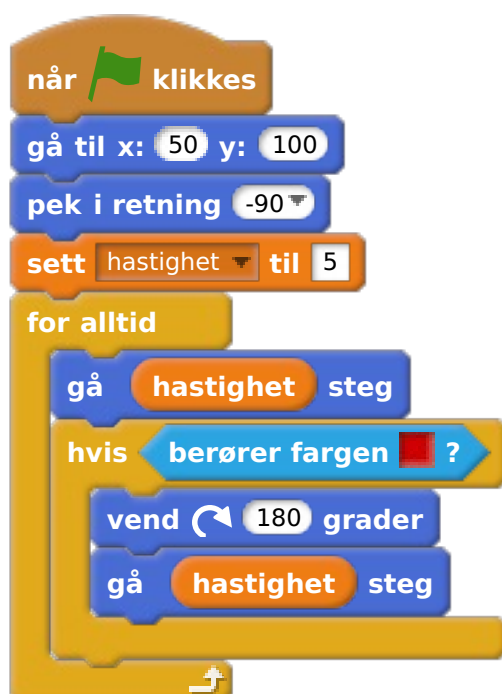 når klikkes
gå til x: 50 y: 100
pek i retning -90
sett hastighet til 5
for alltid
gå hastighet steg
hvis berører fargen ?
vend 180 grader
gå hastighet steg